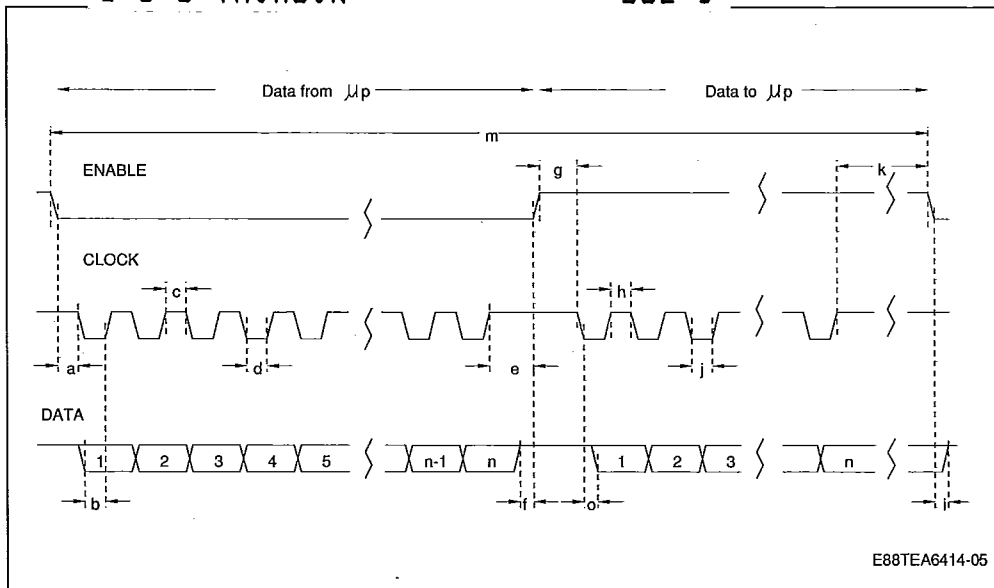 Data from μp
Data to μp
m
ENABLE
g
k
CLOCK
c
h
a
d
e
j
DATA
1 2 3 4 5 n-1 n 1 2 3 n
b
f
o
i
E88TEA6414-05